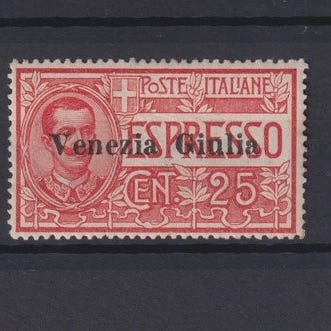 POSTE ITALIANE
ESPRESSO
Venezia Giulia
CENT. 25